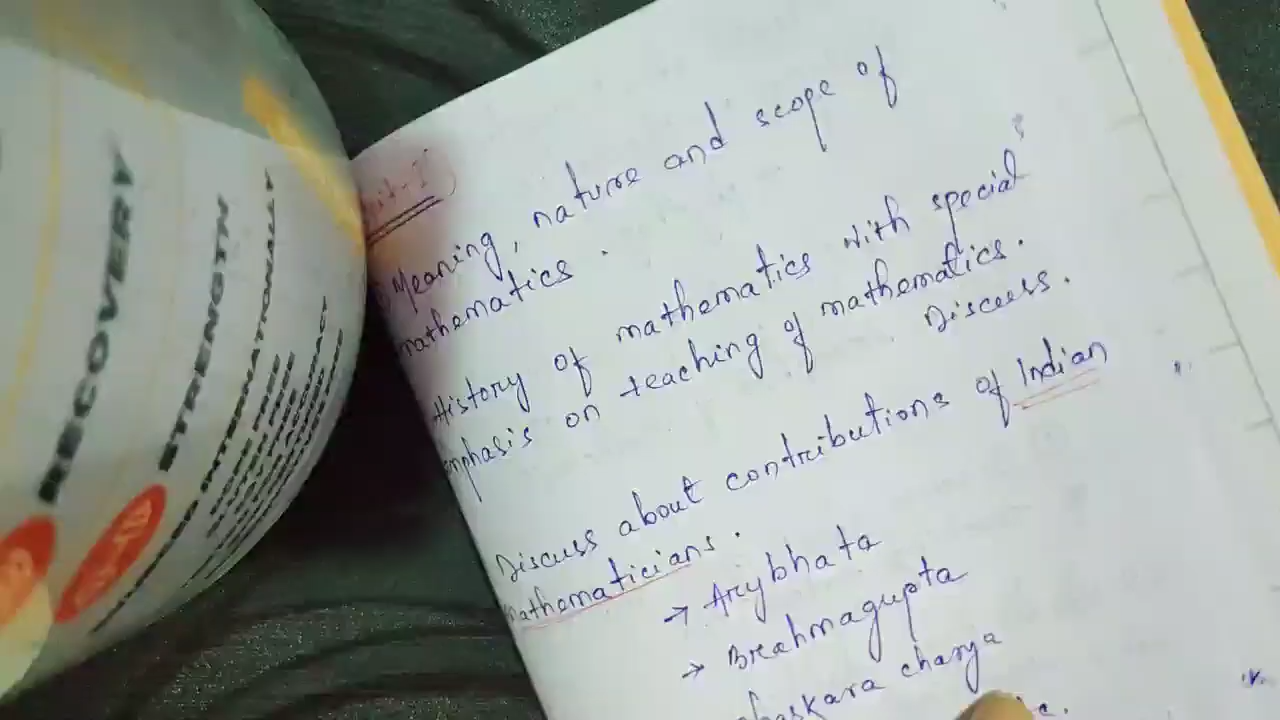 RECOVERY
STRENGTH
INTERNATIONALLY
Meaning, nature and scope of
mathematics.
History of mathematics with special
emphasis on teaching of mathematics.
Discuss.
Discuss about contributions of Indian
mathematicians.
→ Arybhata
→ Brahmagupta
bhaskara charya